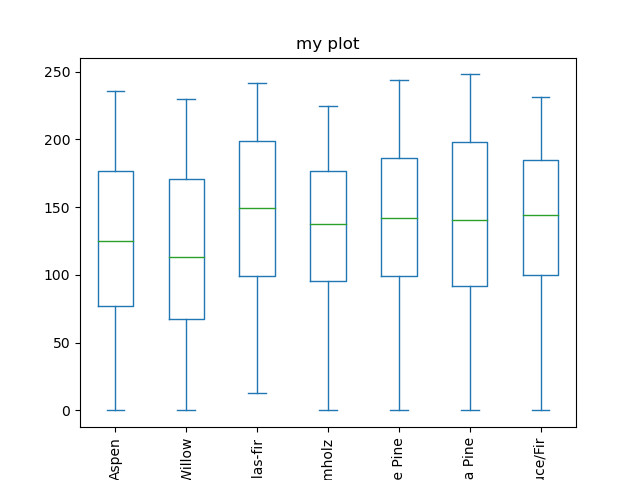 my plot
250
200
150
100
50
0
Aspen
Willow
las-fir
mholz
e Pine
a Pine
uce/Fir